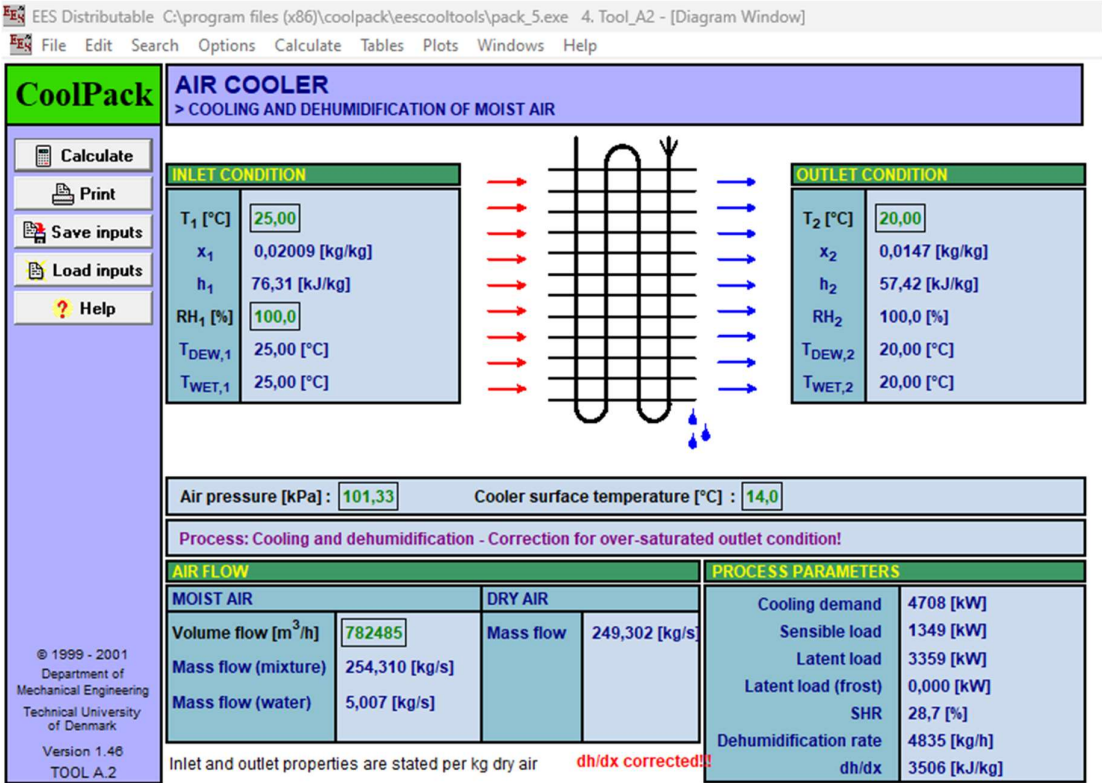 EES Distributable C:\program files (x86)\coolpack\eescooltools\pack_5.exe 4. Tool_A2 - [Diagram Window]
File Edit Search Options Calculate Tables Plots Windows Help
CoolPack
AIR COOLER
> COOLING AND DEHUMIDIFICATION OF MOIST AIR
Calculate
Print
Save inputs
Load inputs
? Help
INLET CONDITION
T1 [°C] 25,00
x1 0,02009 [kg/kg]
h1 76,31 [kJ/kg]
RH1 [%] 100,0
TDEW,1 25,00 [°C]
TWET,1 25,00 [°C]
OUTLET CONDITION
T2 [°C] 20,00
x2 0,0147 [kg/kg]
h2 57,42 [kJ/kg]
RH2 100,0 [%]
TDEW,2 20,00 [°C]
TWET,2 20,00 [°C]
Air pressure [kPa] : 101,33 Cooler surface temperature [°C] : 14,0
Process: Cooling and dehumidification - Correction for over-saturated outlet condition!
AIR FLOW
MOIST AIR
Volume flow [m3/h] 782485
Mass flow (mixture) 254,310 [kg/s]
Mass flow (water) 5,007 [kg/s]
DRY AIR
Mass flow 249,302 [kg/s]
PROCESS PARAMETERS
Cooling demand 4708 [kW]
Sensible load 1349 [kW]
Latent load 3359 [kW]
Latent load (frost) 0,000 [kW]
SHR 28,7 [%]
Dehumidification rate 4835 [kg/h]
dh/dx 3506 [kJ/kg]
Inlet and outlet properties are stated per kg dry air dh/dx corrected!!
© 1999 - 2001
Department of
Mechanical Engineering
Technical University
of Denmark
Version 1.46
TOOL A.2